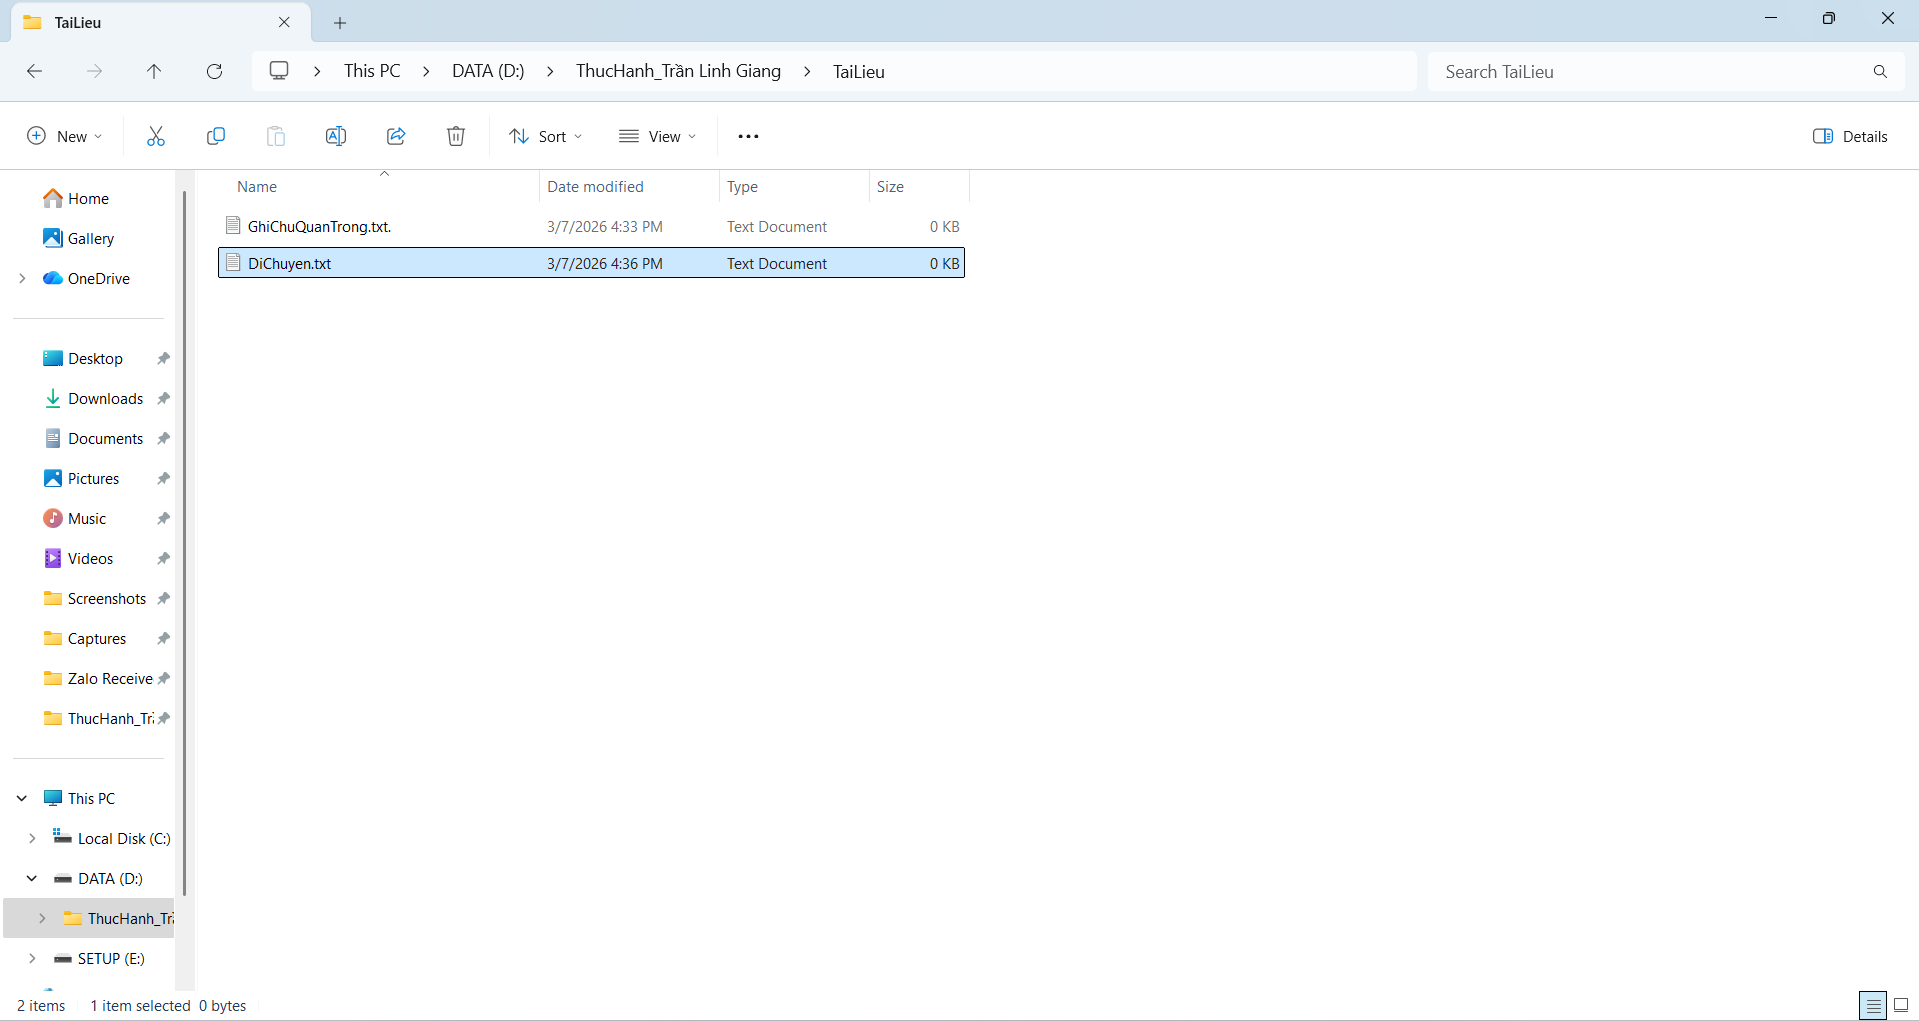 TaiLieu
This PC
DATA (D:)
ThucHanh_Trần Linh Giang
TaiLieu
Search TaiLieu
New
Sort
View
Details
Home
Gallery
OneDrive
Desktop
Downloads
Documents
Pictures
Music
Videos
Screenshots
Captures
Zalo Receive
ThucHanh_Tr
This PC
Local Disk (C:)
DATA (D:)
ThucHanh_Tr
SETUP (E:)
Name Date modified Type Size
GhiChuQuanTrong.txt. 3/7/2026 4:33 PM Text Document 0 KB
DiChuyen.txt 3/7/2026 4:36 PM Text Document 0 KB
2 items 1 item selected 0 bytes